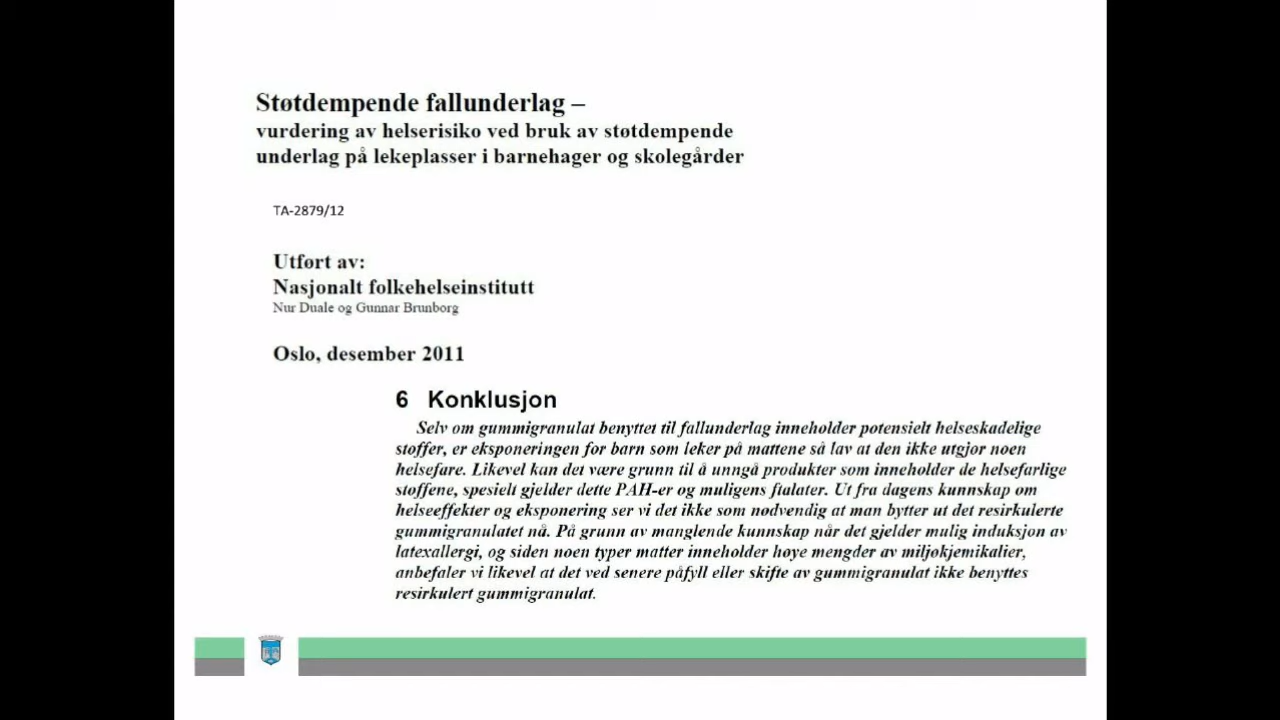 Støtdempende fallunderlag –
vurdering av helserisiko ved bruk av støtdempende
underlag på lekeplasser i barnehager og skolegårder
TA-2879/12
Utført av:
Nasjonalt folkehelseinstitutt
Nur Duale og Gunnar Brunborg
Oslo, desember 2011
6 Konklusjon
Selv om gummigranulat benyttet til fallunderlag inneholder potensielt helseskadelige
stoffer, er eksponeringen for barn som leker på mattene så lav at den ikke utgjør noen
helsefare. Likevel kan det være grunn til å unngå produkter som inneholder de helsefarlige
stoffene, spesielt gjelder dette PAH-er og muligens ftalater. Ut fra dagens kunnskap om
helseeffekter og eksponering ser vi det ikke som nødvendig at man bytter ut det resirkulerte
gummigranulatet nå. På grunn av manglende kunnskap når det gjelder mulig induksjon av
latexallergi, og siden noen typer matter inneholder høye mengder av miljøkjemikalier,
anbefaler vi likevel at det ved senere påfyll eller skifte av gummigranulat ikke benyttes
resirkulert gummigranulat.